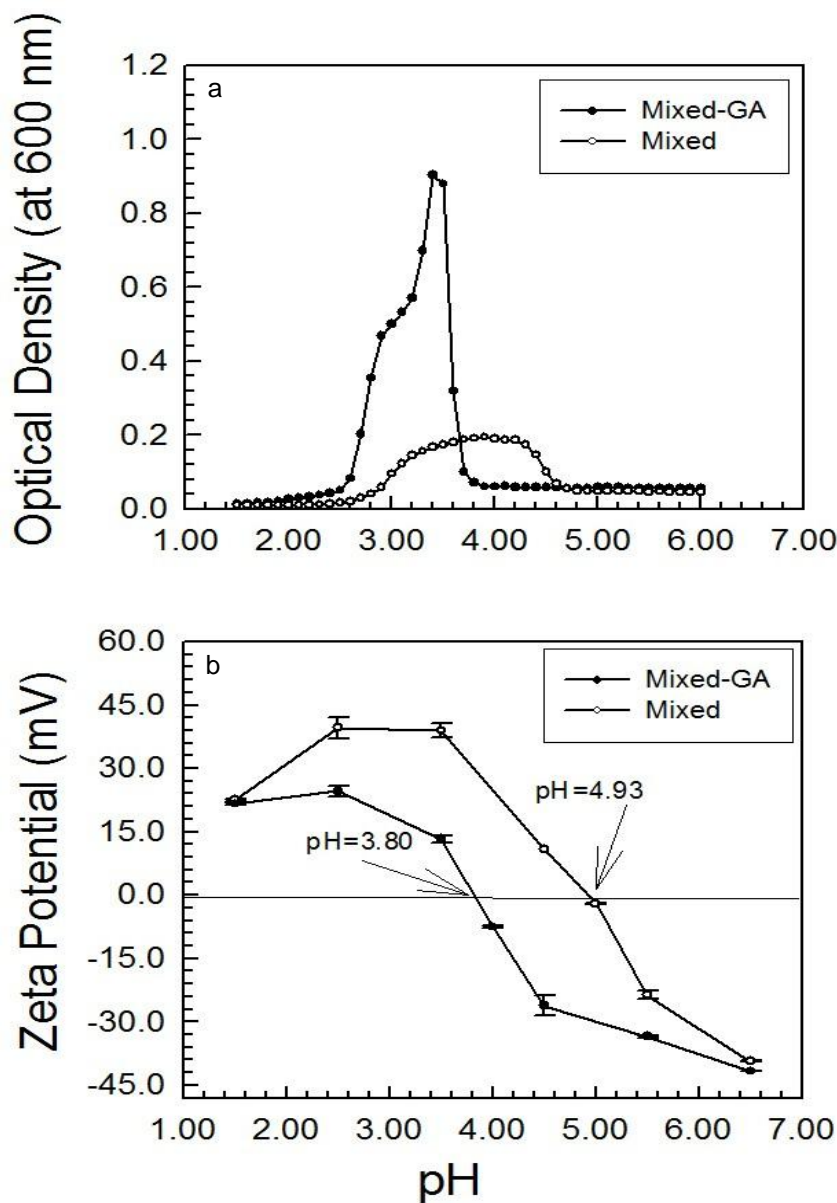 Optical Density (at 600 nm)
1.2
1.0
0.8
0.6
0.4
0.2
0.0
a
Mixed-GA
Mixed
1.00 2.00 3.00 4.00 5.00 6.00 7.00
Zeta Potential (mV)
60.0
45.0
30.0
15.0
0.0
-15.0
-30.0
-45.0
b
Mixed-GA
Mixed
pH=4.93
pH=3.80
1.00 2.00 3.00 4.00 5.00 6.00 7.00
pH